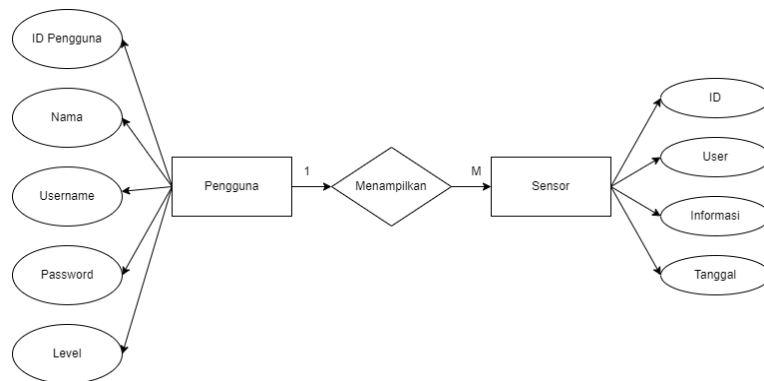 ID Pengguna
Nama
Username
Password
Level
Pengguna
1
Menampilkan
M
Sensor
ID
User
Informasi
Tanggal